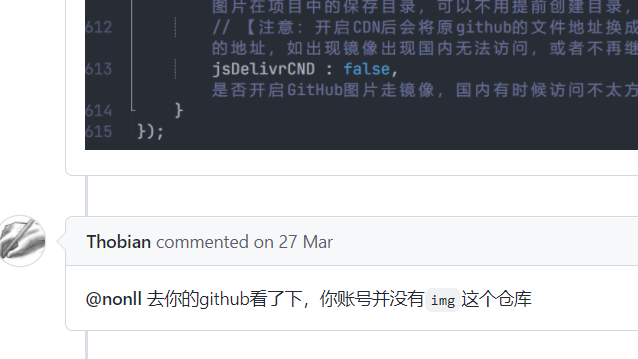 图片在项目中的保存目录，可以不用提前创建目录，
612 // 【注意：开启CDN后会将原github的文件地址换成
的地址，如出现镜像出现国内无法访问，或者不再继
613 jsDelivrCND : false,
是否开启GitHub图片走镜像，国内有时候访问不太方
614 }
615 });
Thobian commented on 27 Mar
@nonll 去你的github看了下，你账号并没有 img 这个仓库